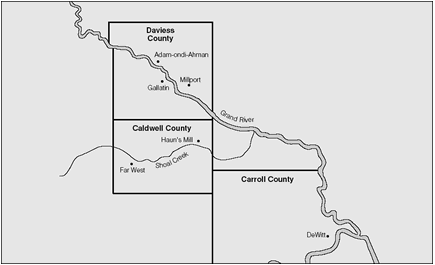 Daviess
County
Adam-ondi-Ahman
Gallatin
Millport
Grand River
Caldwell County
Haun's Mill
Shoal Creek
Far West
Carroll County
DeWitt